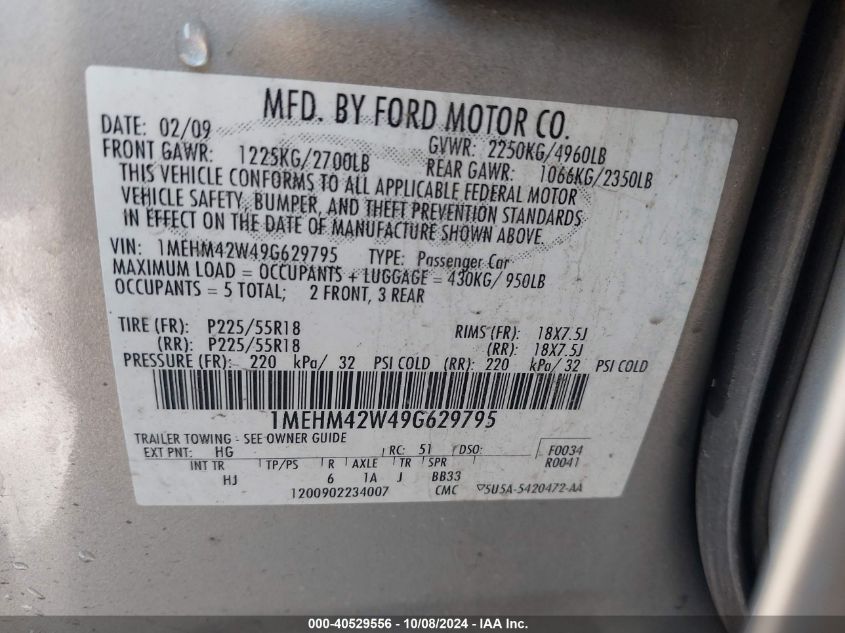 MFD. BY FORD MOTOR CO.
DATE: 02/09 GVWR: 2250KG/4960LB
FRONT GAWR: 1225KG/2700LB REAR GAWR: 1066KG/2350LB
THIS VEHICLE CONFORMS TO ALL APPLICABLE FEDERAL MOTOR
VEHICLE SAFETY, BUMPER, AND THEFT PREVENTION STANDARDS
IN EFFECT ON THE DATE OF MANUFACTURE SHOWN ABOVE.
VIN: 1MEHM42W49G629795 TYPE: Passenger Car
MAXIMUM LOAD = OCCUPANTS + LUGGAGE = 430KG/ 950LB
OCCUPANTS = 5 TOTAL; 2 FRONT, 3 REAR
TIRE (FR): P225/55R18 RIMS (FR): 18X7.5J
(RR): P225/55R18 (RR): 18X7.5J
PRESSURE (FR): 220 kPa/ 32 PSI COLD (RR): 220 kPa/ 32 PSI COLD
1MEHM42W49G629795
TRAILER TOWING - SEE OWNER GUIDE
EXT PNT: HG RC: 51 DSO: F0034
INT TR TP/PS R AXLE TR SPR R0041
HJ 6 1A J BB33
1200902234007 CMC 5U5A-5420472-AA
000-40529556 - 10/08/2024 - IAA Inc.